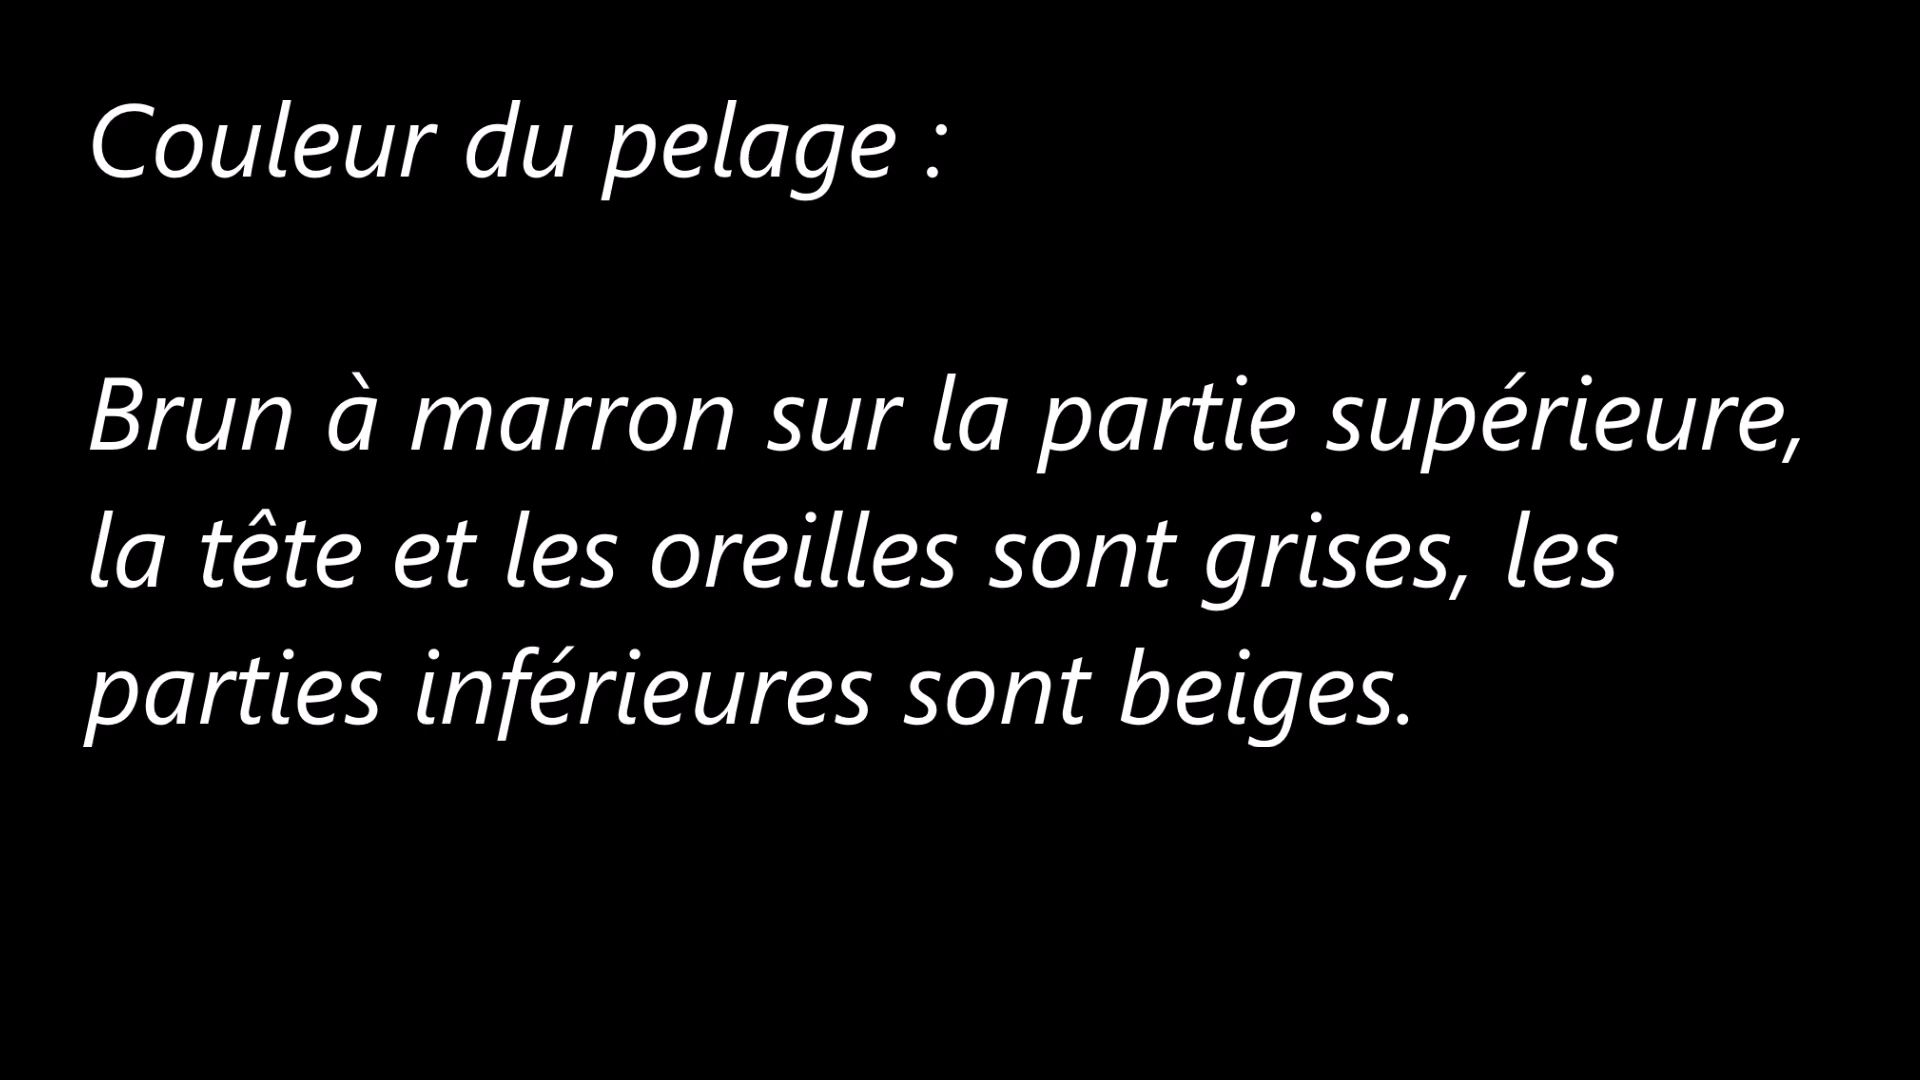 Couleur du pelage :
Brun à marron sur la partie supérieure,
la tête et les oreilles sont grises, les
parties inférieures sont beiges.